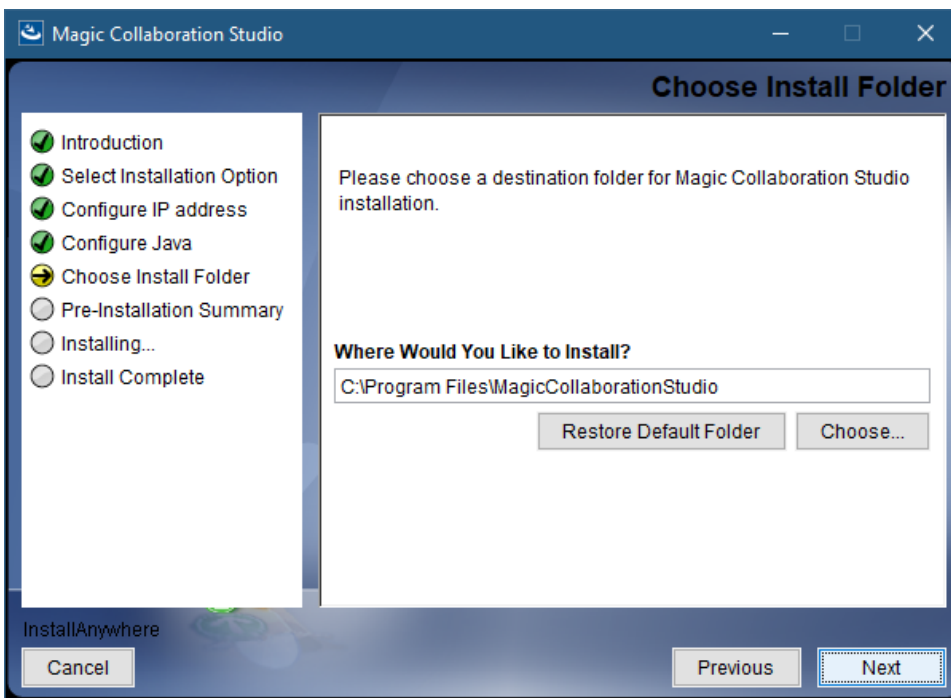 Magic Collaboration Studio
Choose Install Folder
Introduction
Select Installation Option
Configure IP address
Configure Java
Choose Install Folder
Pre-Installation Summary
Installing...
Install Complete
Please choose a destination folder for Magic Collaboration Studio
installation.
Where Would You Like to Install?
C:\Program Files\MagicCollaborationStudio
Restore Default Folder
Choose...
InstallAnywhere
Cancel
Previous
Next